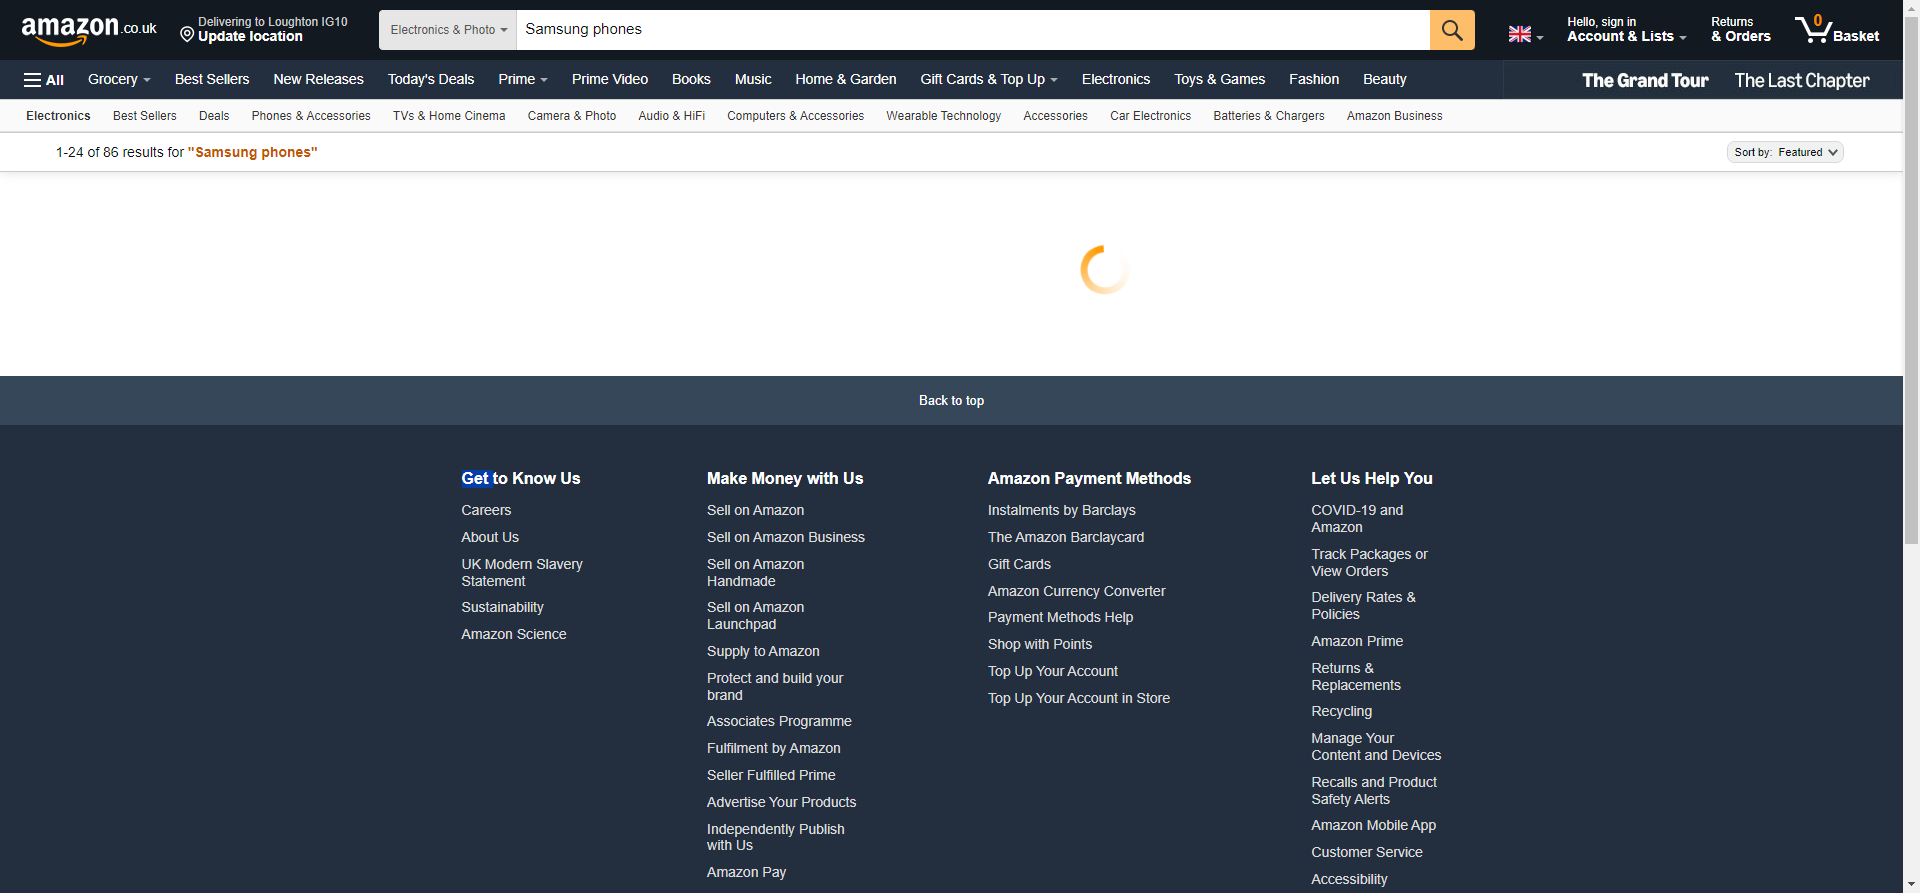 amazon.co.uk
Delivering to Loughton IG10
Update location
Electronics & Photo
Samsung phones
Hello, sign in
Account & Lists
Returns
& Orders
0
Basket
All
Grocery
Best Sellers
New Releases
Today's Deals
Prime
Prime Video
Books
Music
Home & Garden
Gift Cards & Top Up
Electronics
Toys & Games
Fashion
Beauty
The Grand Tour
The Last Chapter
Electronics
Best Sellers
Deals
Phones & Accessories
TVs & Home Cinema
Camera & Photo
Audio & HiFi
Computers & Accessories
Wearable Technology
Accessories
Car Electronics
Batteries & Chargers
Amazon Business
1-24 of 86 results for "Samsung phones"
Sort by: Featured
Back to top
Get to Know Us
Careers
About Us
UK Modern Slavery
Statement
Sustainability
Amazon Science
Make Money with Us
Sell on Amazon
Sell on Amazon Business
Sell on Amazon
Handmade
Sell on Amazon
Launchpad
Supply to Amazon
Protect and build your
brand
Associates Programme
Fulfilment by Amazon
Seller Fulfilled Prime
Advertise Your Products
Independently Publish
with Us
Amazon Pay
Amazon Payment Methods
Instalments by Barclays
The Amazon Barclaycard
Gift Cards
Amazon Currency Converter
Payment Methods Help
Shop with Points
Top Up Your Account
Top Up Your Account in Store
Let Us Help You
COVID-19 and
Amazon
Track Packages or
View Orders
Delivery Rates &
Policies
Amazon Prime
Returns &
Replacements
Recycling
Manage Your
Content and Devices
Recalls and Product
Safety Alerts
Amazon Mobile App
Customer Service
Accessibility